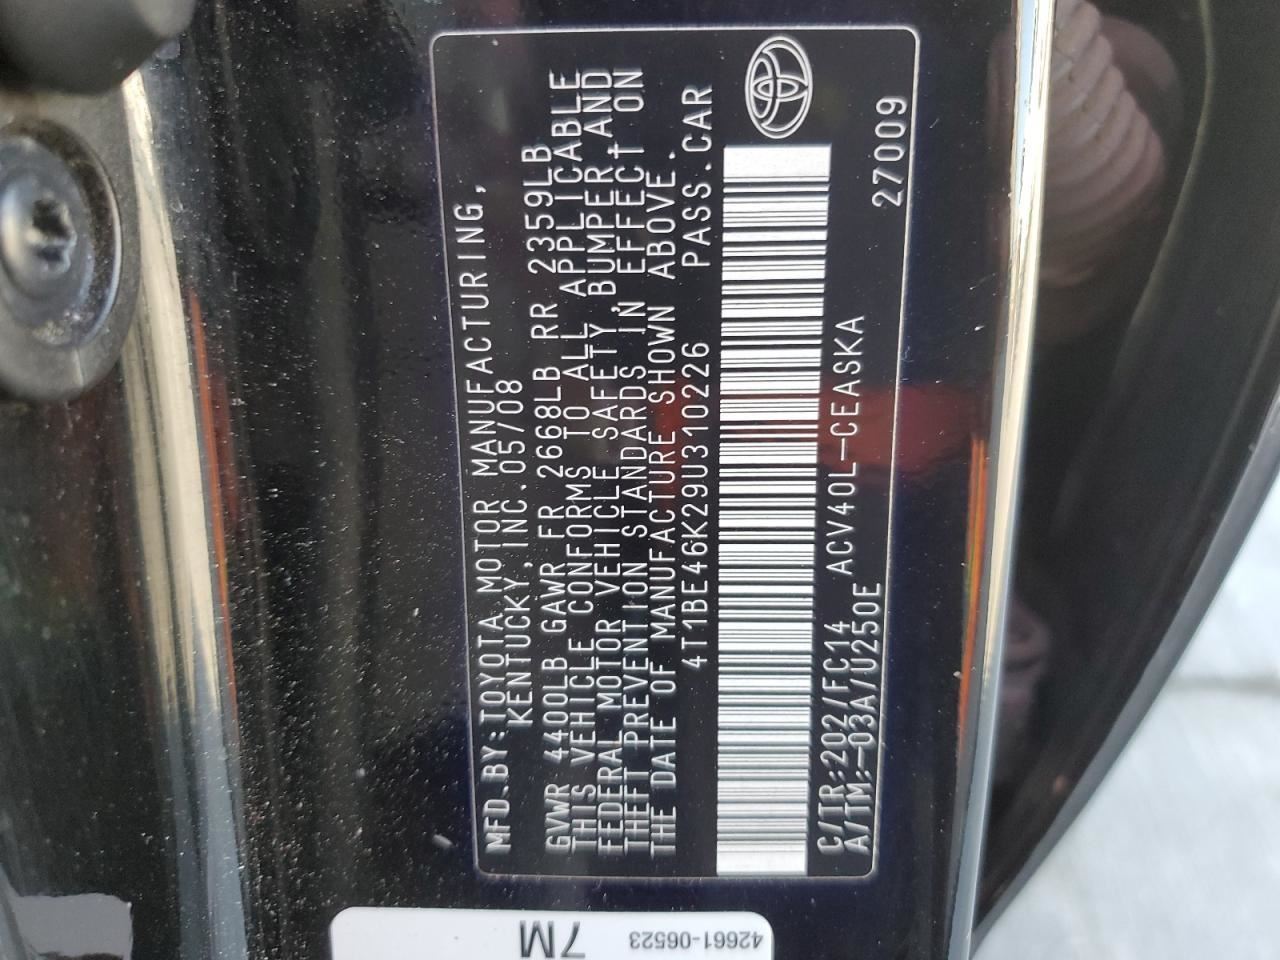 MFD.BY:TOYOTA MOTOR MANUFACTURING,
KENTUCKY,INC.05/08
GVWR 4400LB GAWR FR 2668LB RR 2359LB
THIS VEHICLE CONFORMS TO ALL APPLICABLE
FEDERAL MOTOR VEHICLE SAFETY,BUMPER,AND
THEFT PREVENTION STANDARDS IN EFFECT ON
THE DATE OF MANUFACTURE SHOWN ABOVE.
4T1BE46K29U310226 PASS.CAR
C/TR:202/FC14 ACV40L-CEASKA 27009
A/TM:-03A/U250E
42661-06523
7M